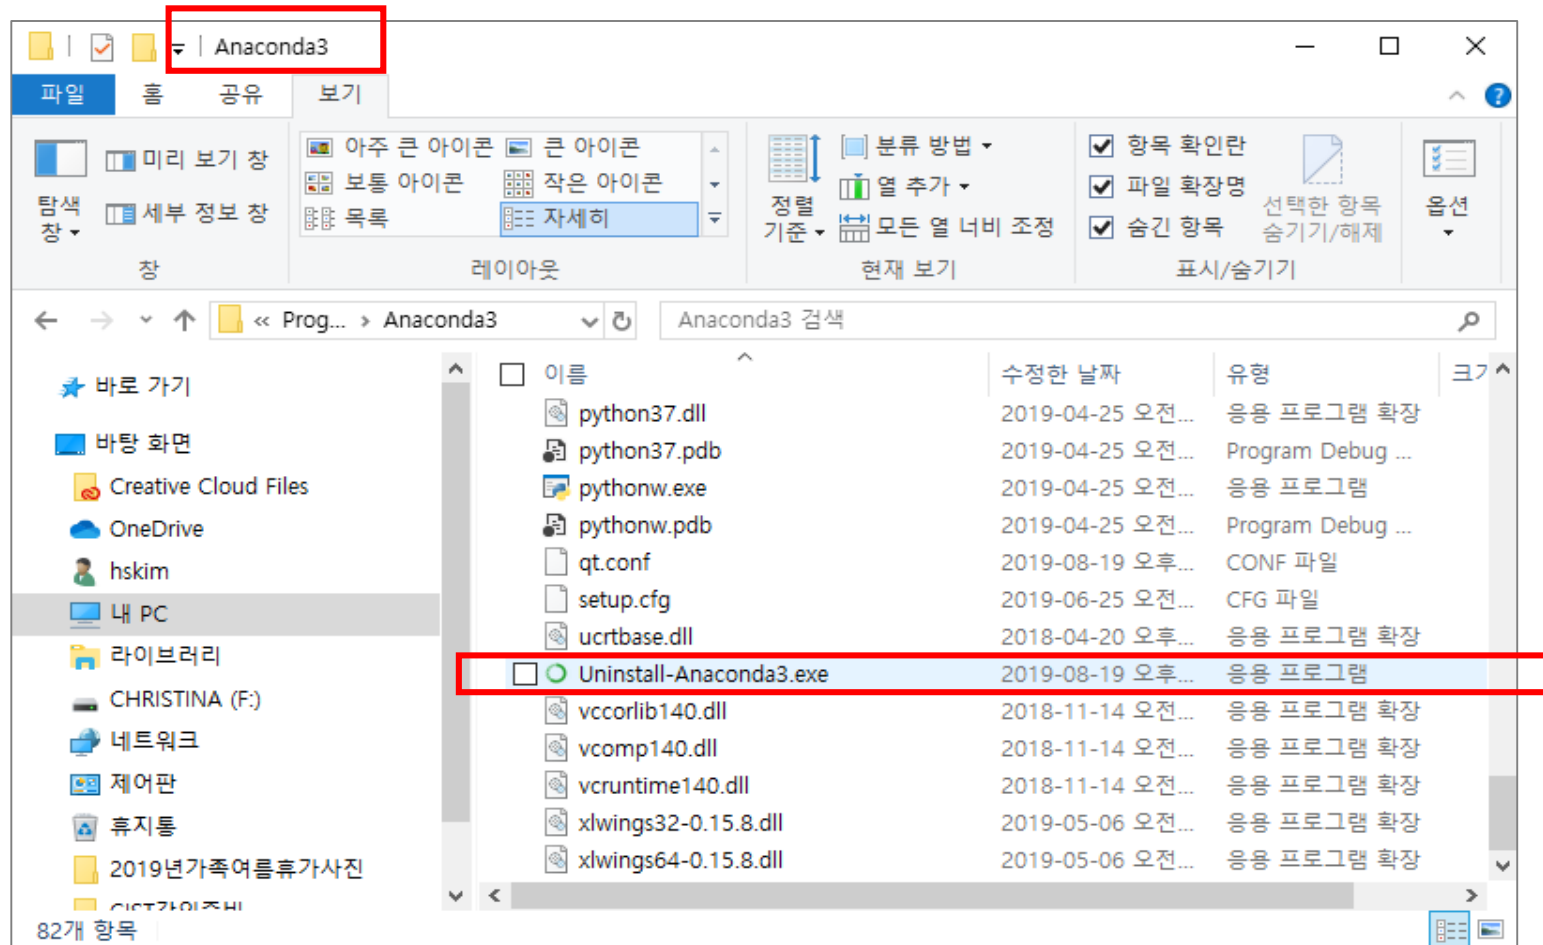 Anaconda3
파일 홈 공유 보기
미리 보기 창
세부 정보 창
탐색
창
창
아주 큰 아이콘 큰 아이콘
보통 아이콘 작은 아이콘
목록 자세히
레이아웃
정렬
기준
분류 방법
열 추가
모든 열 너비 조정
현재 보기
항목 확인란
파일 확장명
숨긴 항목
선택한 항목
숨기기/해제
표시/숨기기
옵션
« Prog... > Anaconda3
Anaconda3 검색
바로 가기
바탕 화면
Creative Cloud Files
OneDrive
hskim
내 PC
라이브러리
CHRISTINA (F:)
네트워크
제어판
휴지통
2019년가족여름휴가사진
이름 수정한 날짜 유형
python37.dll 2019-04-25 오전... 응용 프로그램 확장
python37.pdb 2019-04-25 오전... Program Debug ...
pythonw.exe 2019-04-25 오전... 응용 프로그램
pythonw.pdb 2019-04-25 오전... Program Debug ...
qt.conf 2019-08-19 오후... CONF 파일
setup.cfg 2019-06-25 오전... CFG 파일
ucrtbase.dll 2018-04-20 오후... 응용 프로그램 확장
Uninstall-Anaconda3.exe 2019-08-19 오후... 응용 프로그램
vccorlib140.dll 2018-11-14 오전... 응용 프로그램 확장
vcomp140.dll 2018-11-14 오전... 응용 프로그램 확장
vcruntime140.dll 2018-11-14 오전... 응용 프로그램 확장
xlwings32-0.15.8.dll 2019-05-06 오전... 응용 프로그램 확장
xlwings64-0.15.8.dll 2019-05-06 오전... 응용 프로그램 확장
82개 항목